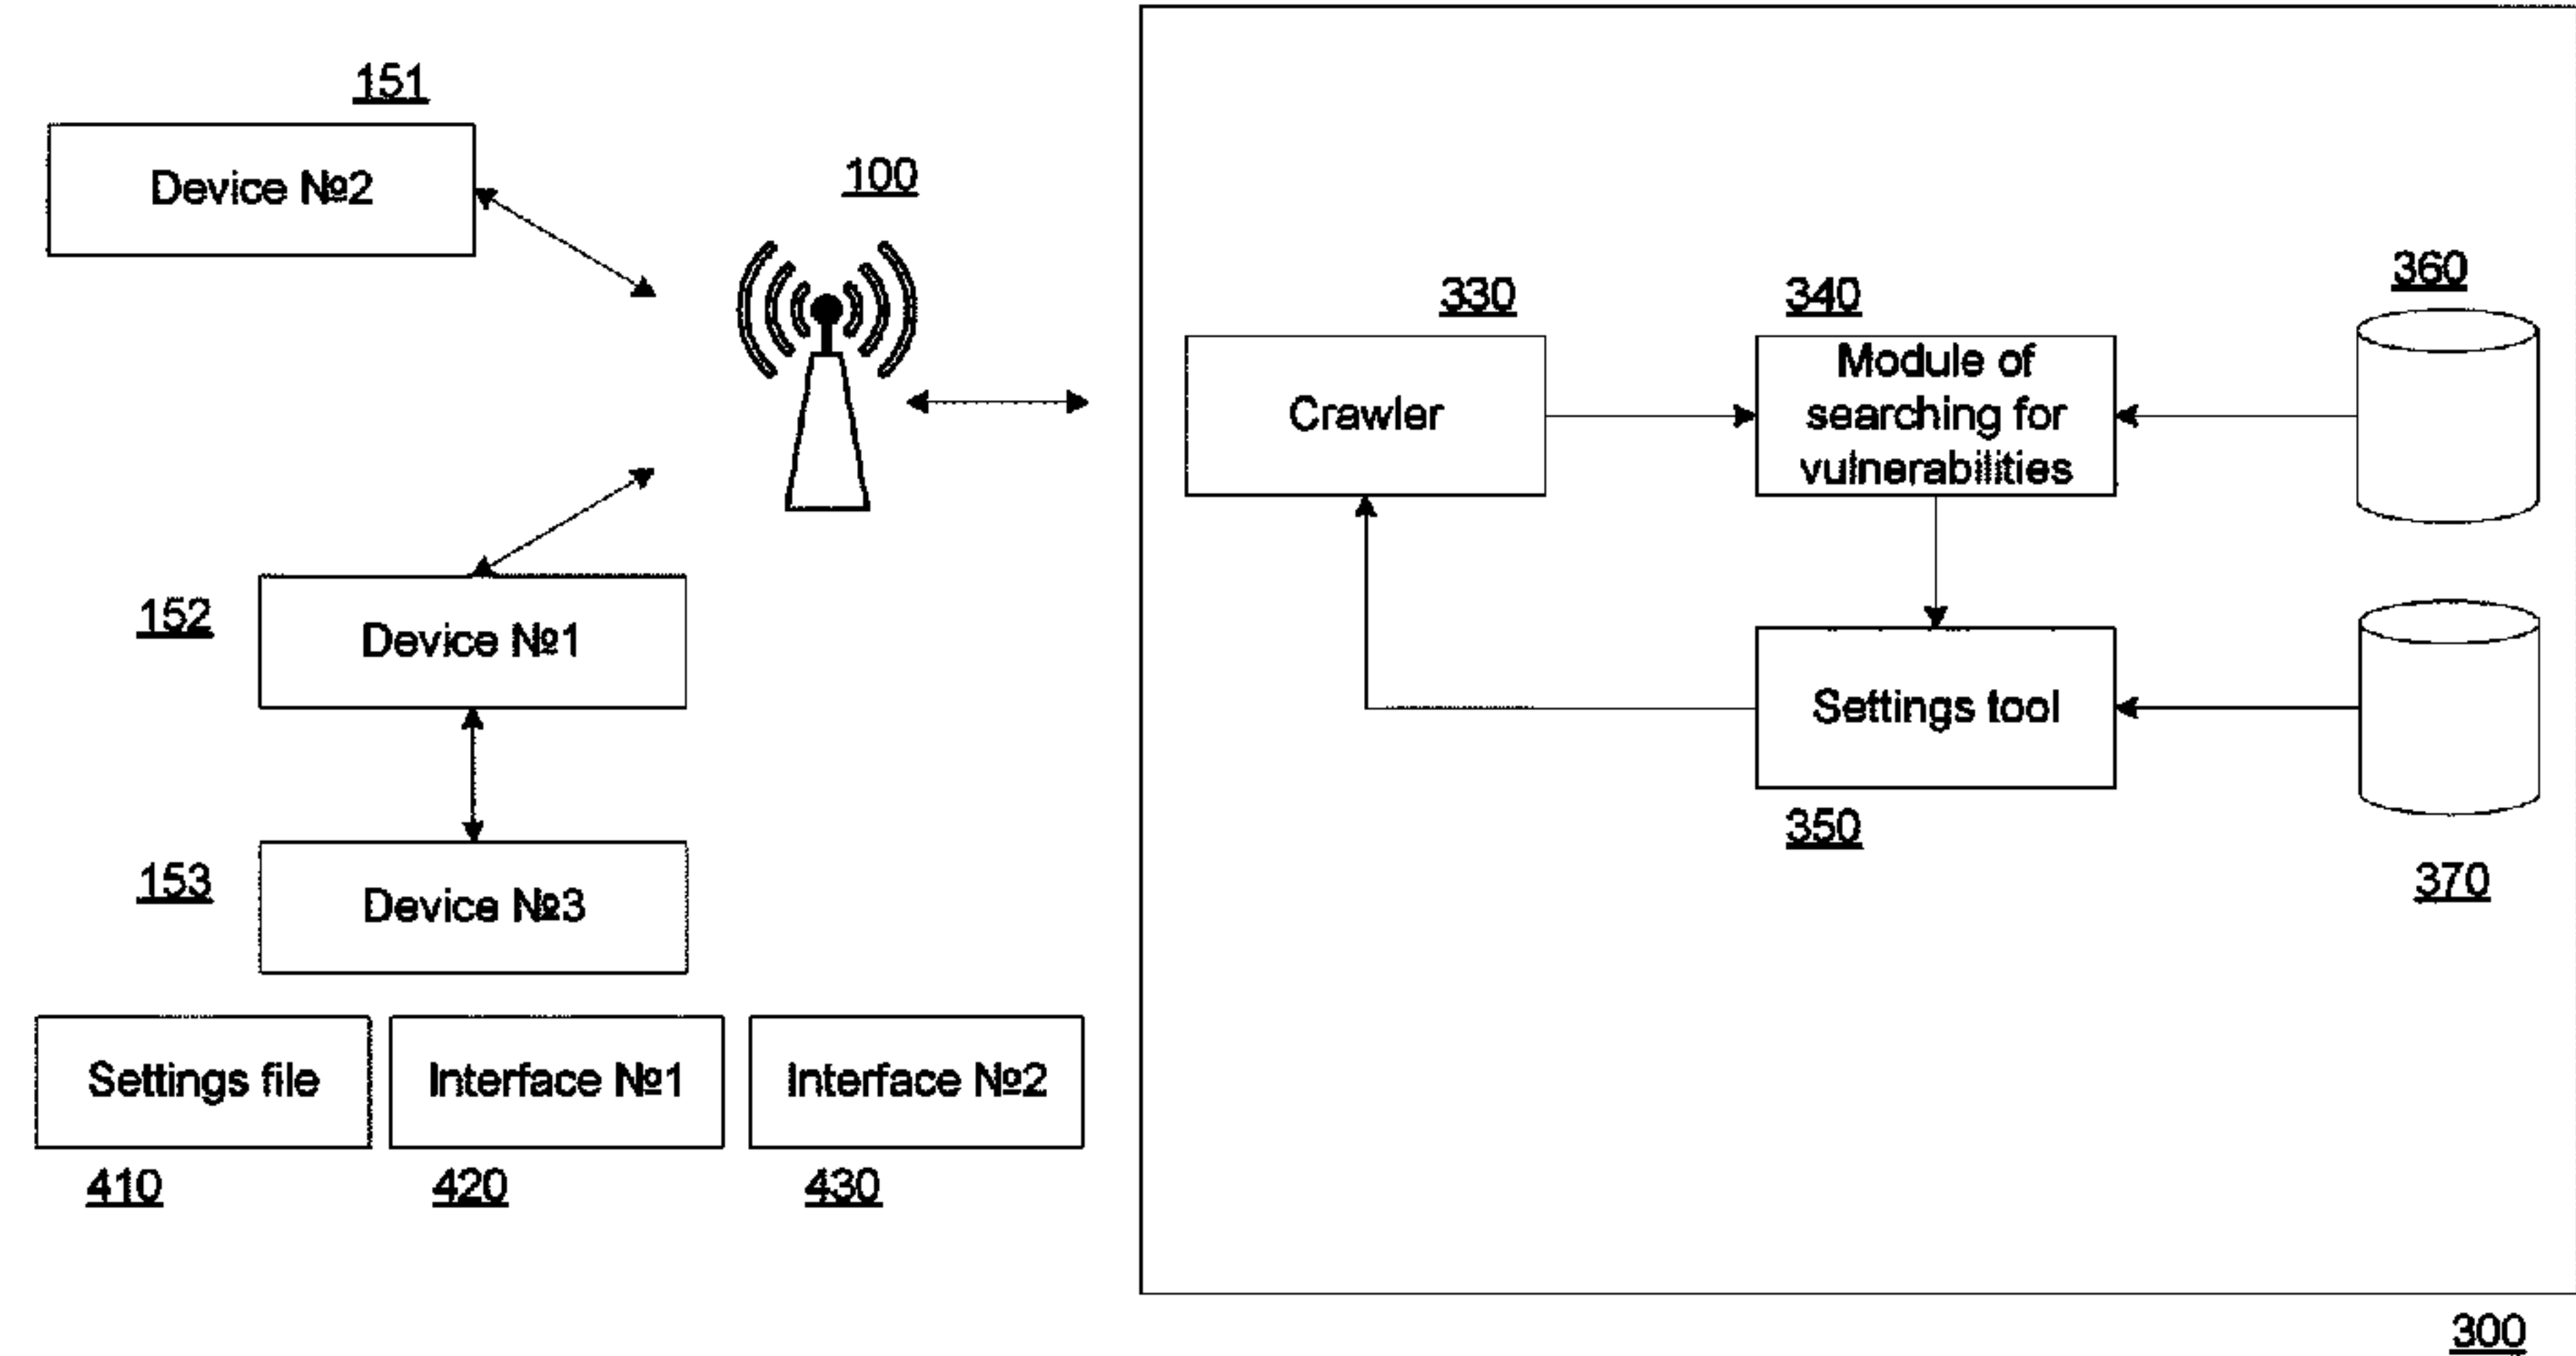 151
Device №2
100
152
Device №1
153
Device №3
Settings file
Interface №1
Interface №2
410
420
430
330
Crawler
340
Module of
searching for
vulnerabilities
360
Settings tool
350
370
300